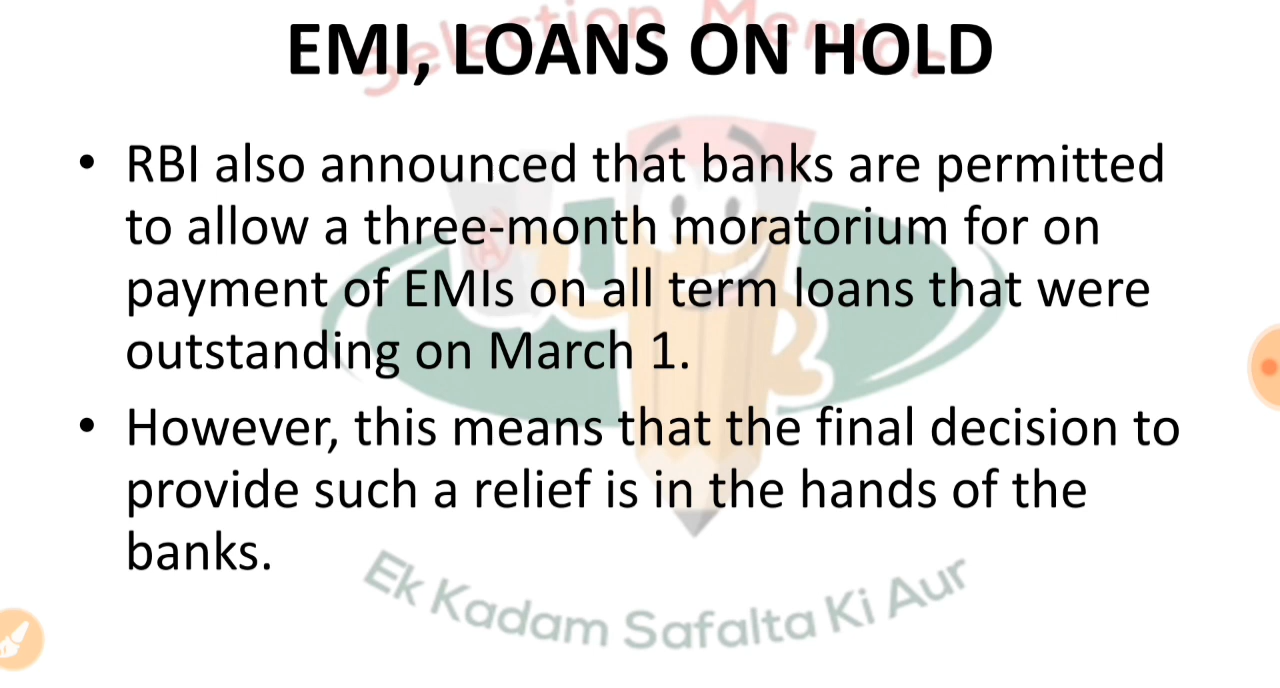 Selection Mentor
EMI, LOANS ON HOLD
• RBI also announced that banks are permitted
to allow a three-month moratorium for on
payment of EMIs on all term loans that were
outstanding on March 1.
• However, this means that the final decision to
provide such a relief is in the hands of the
banks.
Ek Kadam Safalta Ki Aur